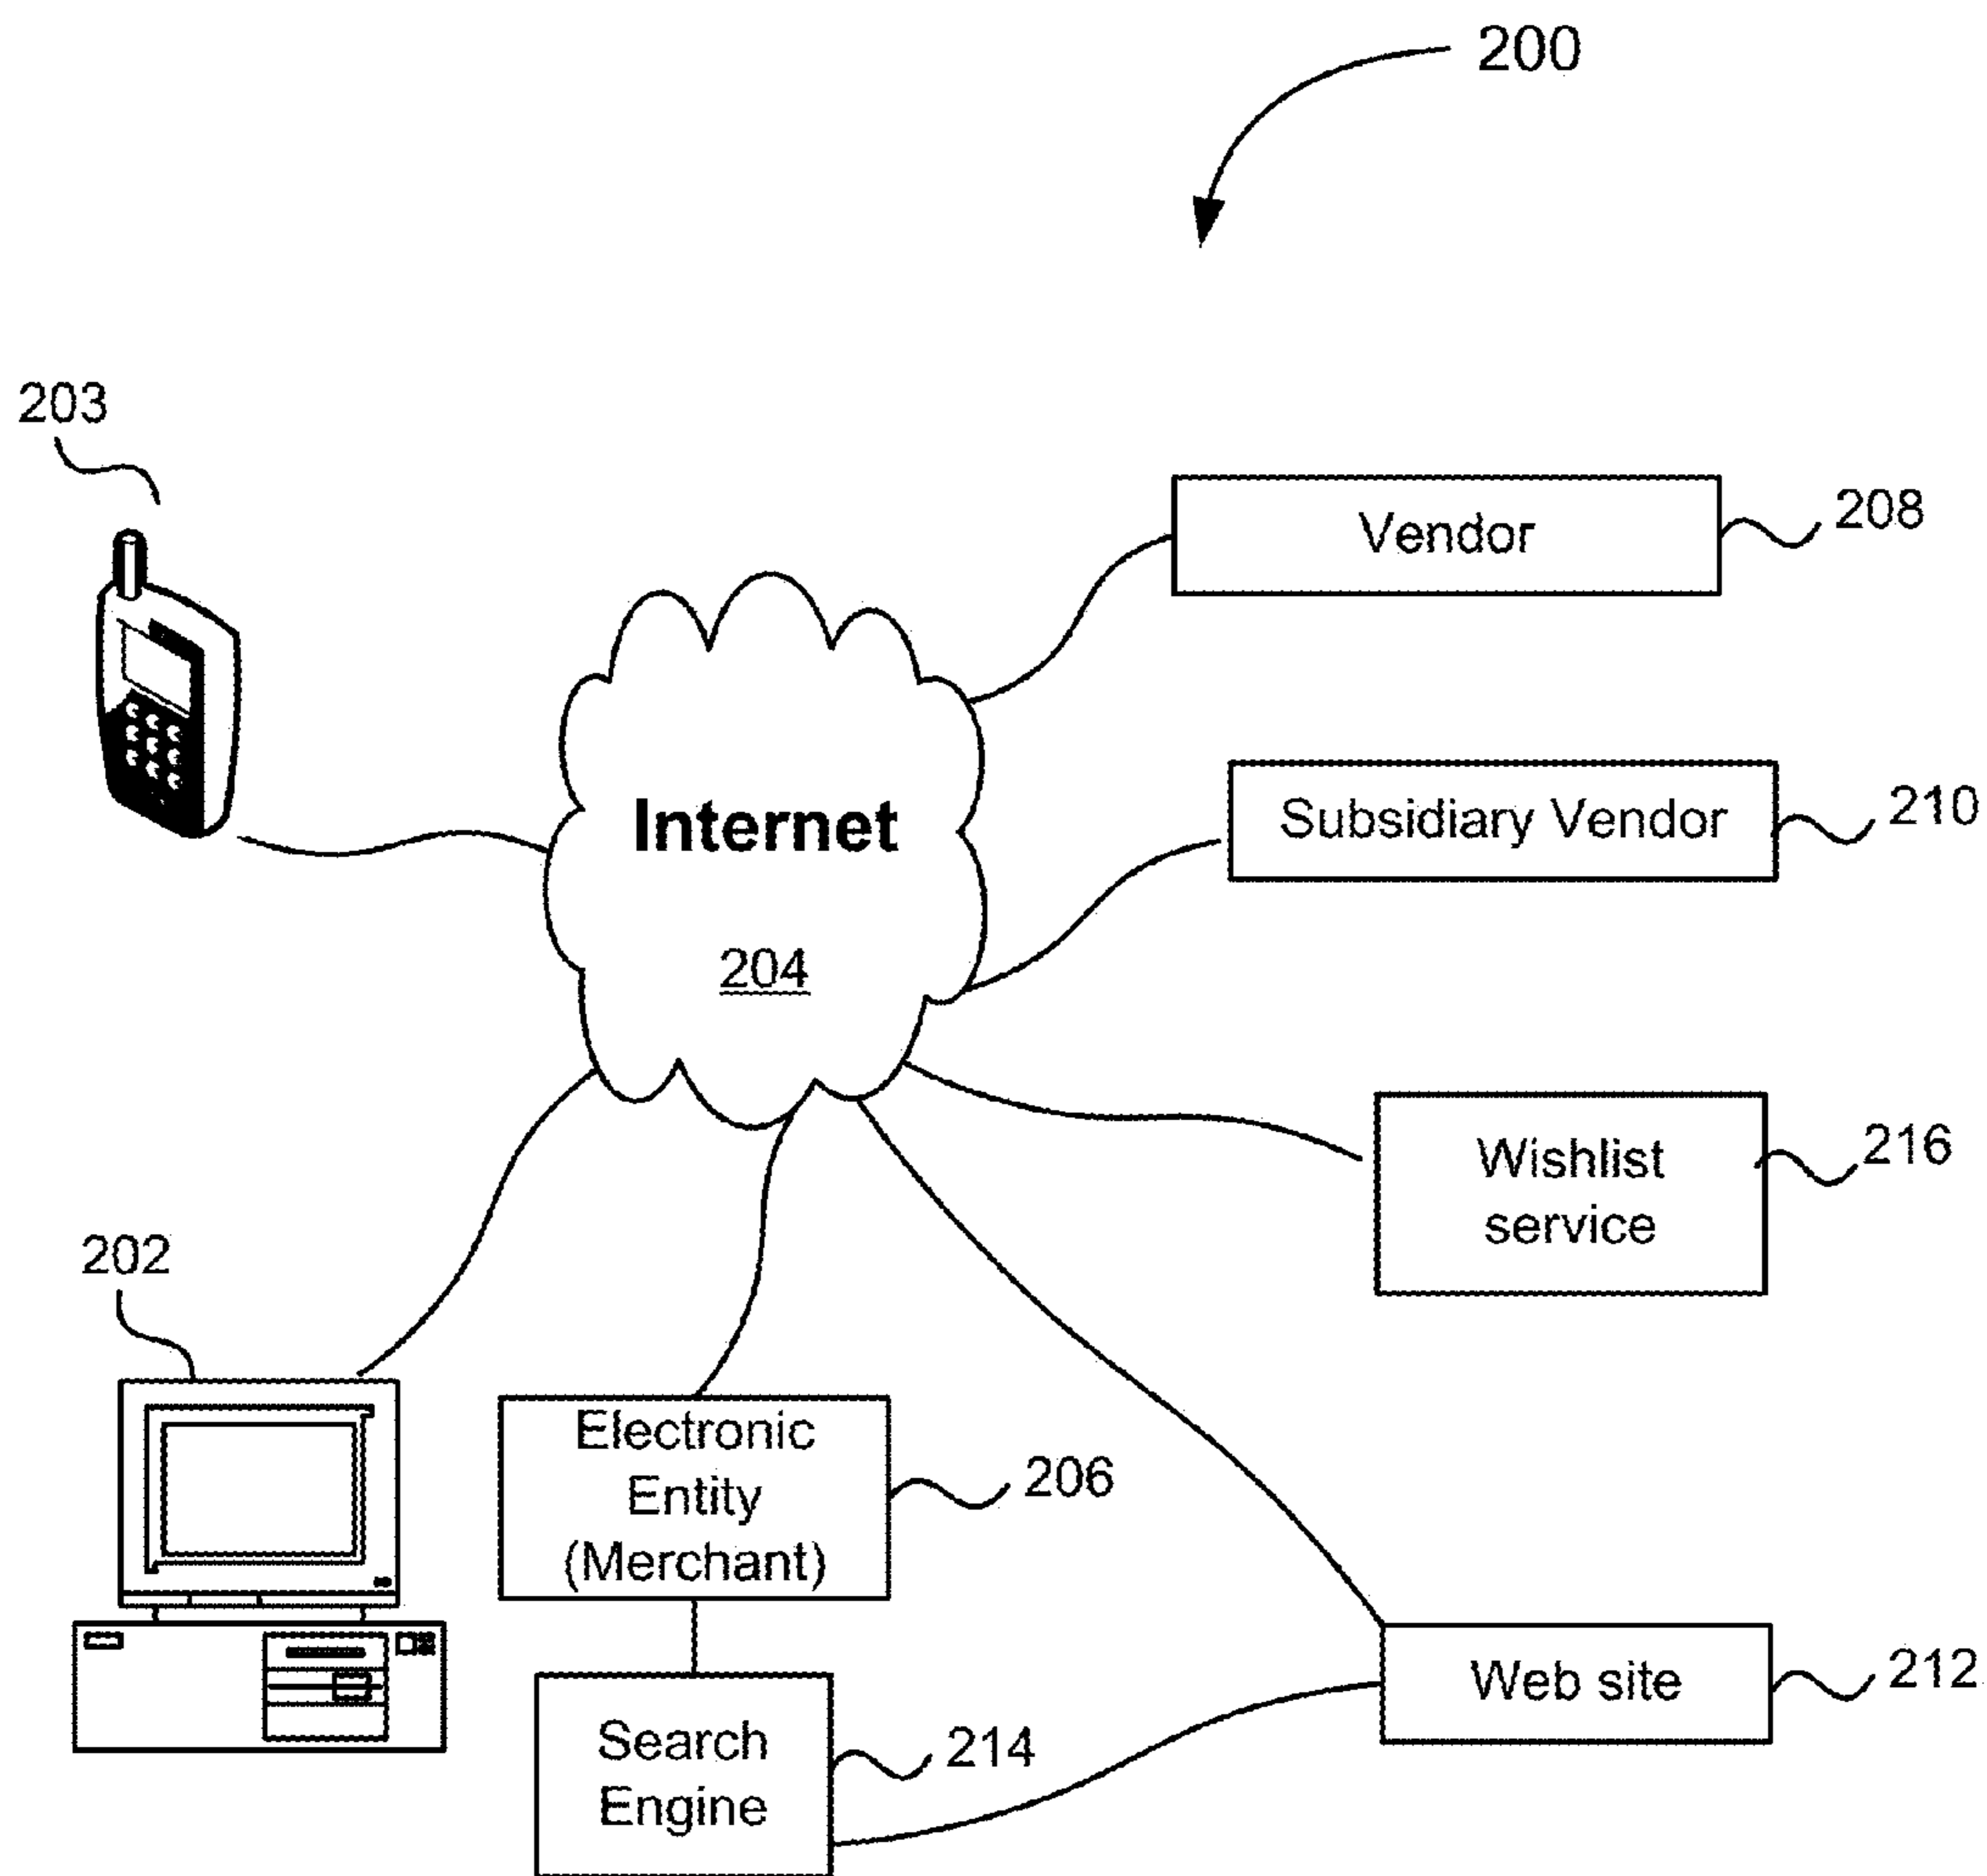 200
203
Vendor
208
Internet
204
Subsidiary Vendor
210
Wishlist
service
216
202
Electronic
Entity
(Merchant)
206
Search
Engine
214
Web site
212